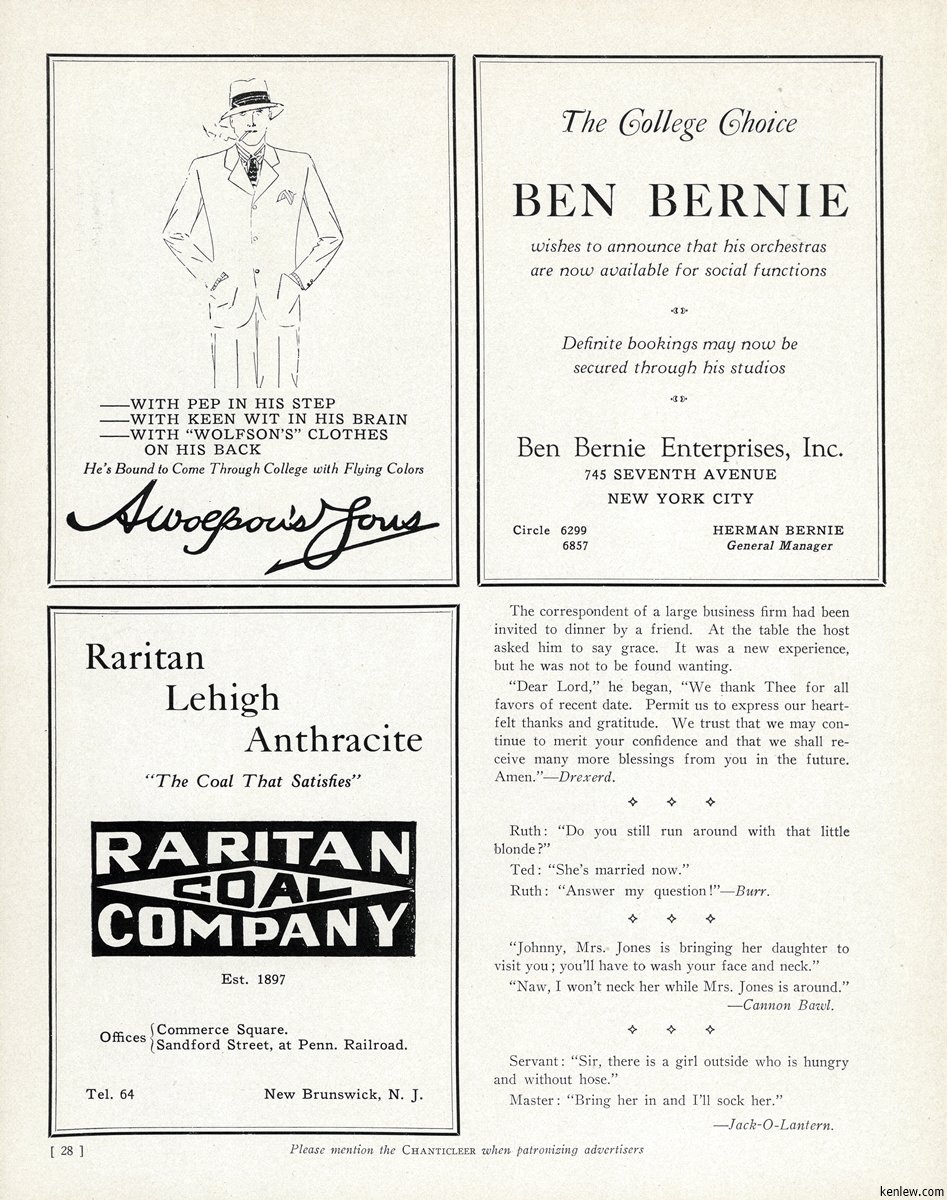 ——WITH PEP IN HIS STEP
——WITH KEEN WIT IN HIS BRAIN
——WITH "WOLFSON'S" CLOTHES
ON HIS BACK
He's Bound to Come Through College with Flying Colors
A Wolfson's Sons
The College Choice
BEN BERNIE
wishes to announce that his orchestras
are now available for social functions
Definite bookings may now be
secured through his studios
Ben Bernie Enterprises, Inc.
745 SEVENTH AVENUE
NEW YORK CITY
Circle 6299
6857
HERMAN BERNIE
General Manager
Raritan
Lehigh
Anthracite
"The Coal That Satisfies"
RARITAN
COAL
COMPANY
Est. 1897
Offices { Commerce Square.
Sandford Street, at Penn. Railroad.
Tel. 64 New Brunswick, N. J.
The correspondent of a large business firm had been
invited to dinner by a friend. At the table the host
asked him to say grace. It was a new experience,
but he was not to be found wanting.
"Dear Lord," he began, "We thank Thee for all
favors of recent date. Permit us to express our heart-
felt thanks and gratitude. We trust that we may con-
tinue to merit your confidence and that we shall re-
ceive many more blessings from you in the future.
Amen."—Drexerd.
Ruth: "Do you still run around with that little
blonde?"
Ted: "She's married now."
Ruth: "Answer my question!"—Burr.
"Johnny, Mrs. Jones is bringing her daughter to
visit you; you'll have to wash your face and neck."
"Naw, I won't neck her while Mrs. Jones is around."
—Cannon Bawl.
Servant: "Sir, there is a girl outside who is hungry
and without hose."
Master: "Bring her in and I'll sock her."
—Jack-O-Lantern.
[ 28 ] Please mention the CHANTICLEER when patronizing advertisers
kenlew.com